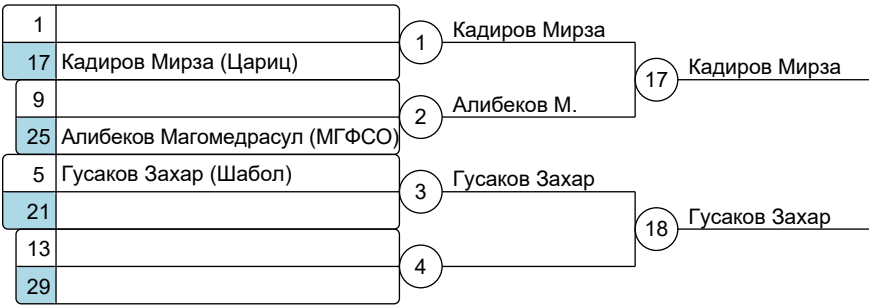 1
17 Кадиров Мирза (Цариц)
1 Кадиров Мирза
9
25 Алибеков Магомедрасул (МГФСО)
2 Алибеков М.
17 Кадиров Мирза
5 Гусаков Захар (Шабол)
21
3 Гусаков Захар
13
29
4
18 Гусаков Захар